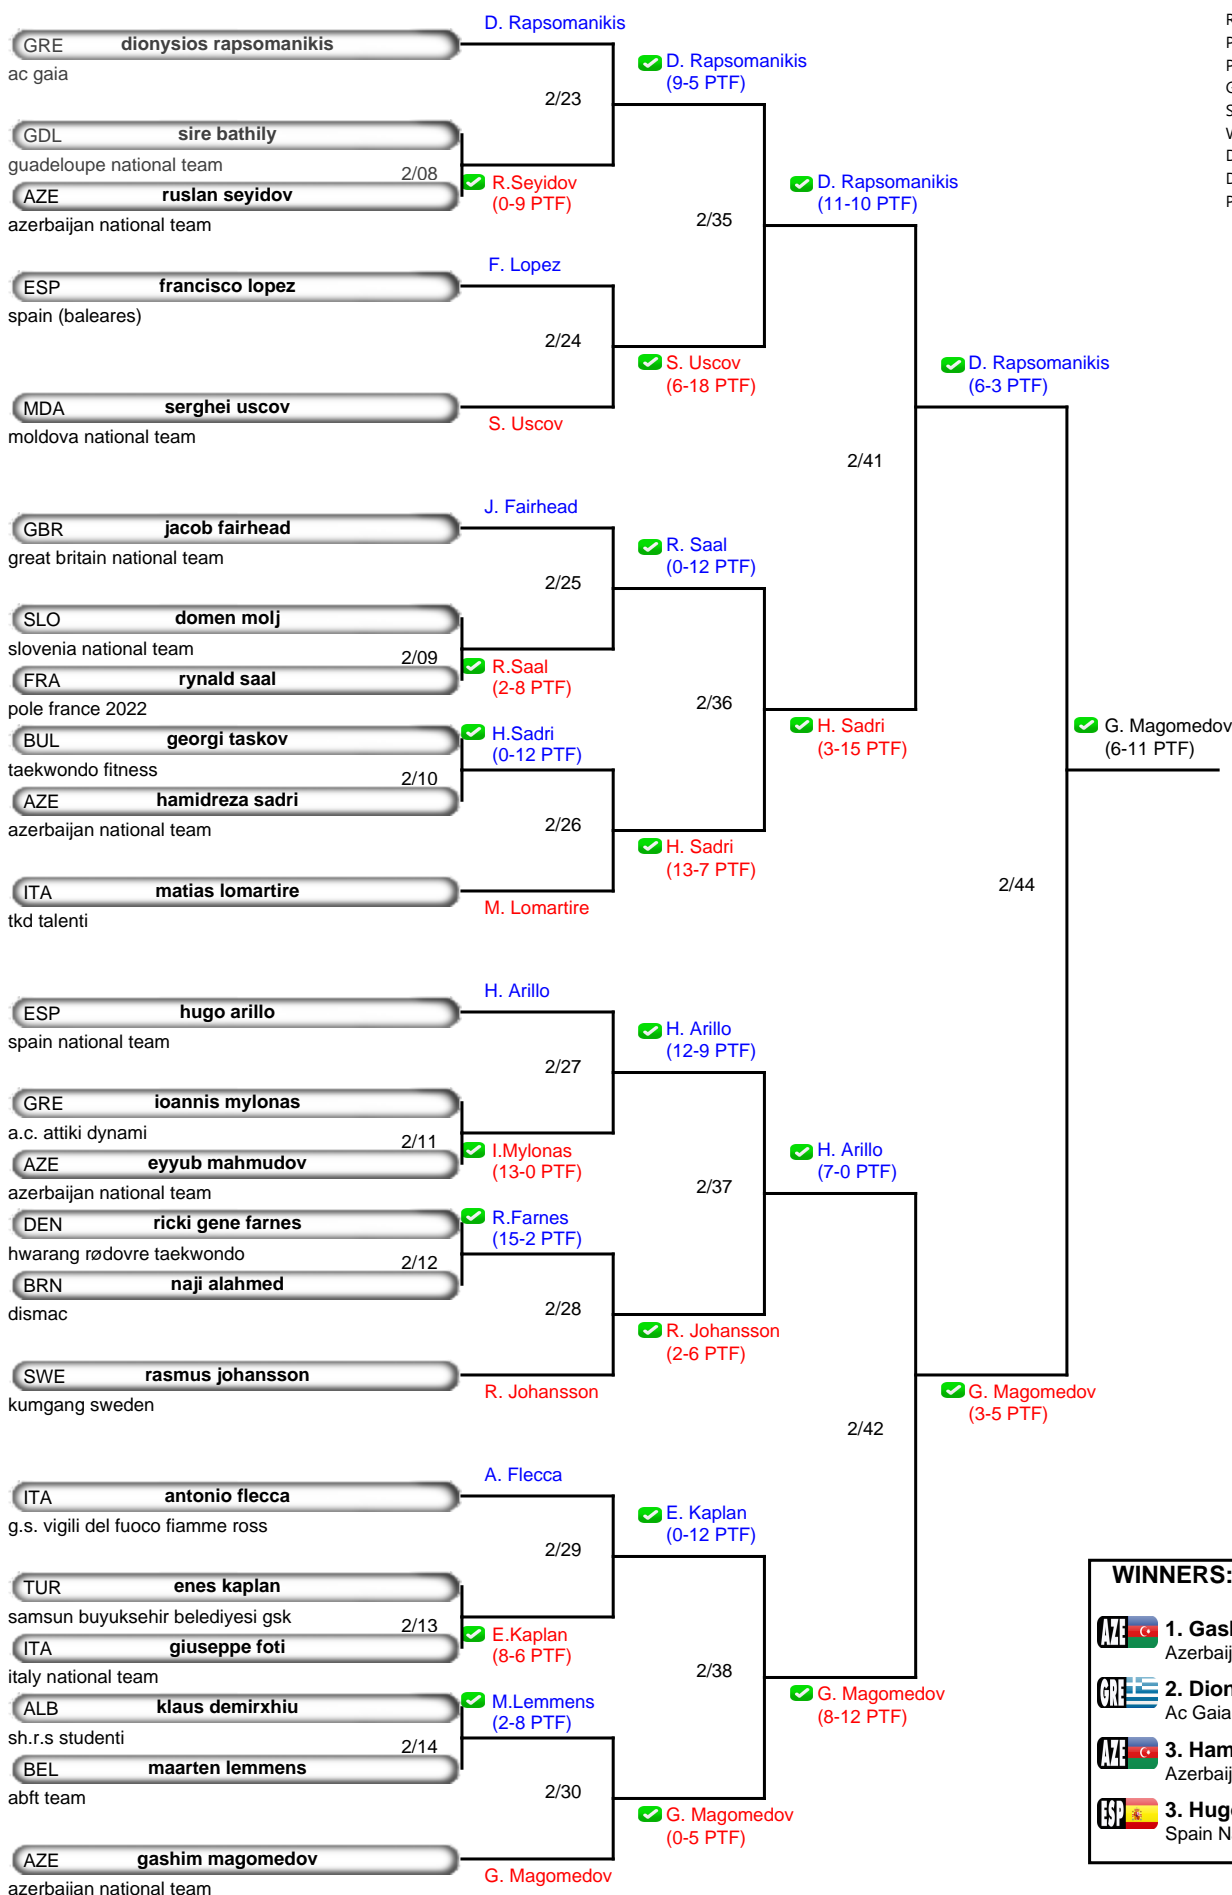 D. Rapsomanikis
GRE dionysios rapsomanikis
ac gaia
D. Rapsomanikis
(9-5 PTF)
2/23
GDL sire bathily
guadeloupe national team
2/08
AZE ruslan seyidov
azerbaijan national team
R.Seyidov
(0-9 PTF)
D. Rapsomanikis
(11-10 PTF)
2/35
F. Lopez
ESP francisco lopez
spain (baleares)
2/24
S. Uscov
(6-18 PTF)
D. Rapsomanikis
(6-3 PTF)
MDA serghei uscov
moldova national team
S. Uscov
2/41
J. Fairhead
GBR jacob fairhead
great britain national team
R. Saal
(0-12 PTF)
2/25
SLO domen molj
slovenia national team
2/09
FRA rynald saal
pole france 2022
R.Saal
(2-8 PTF)
2/36
BUL georgi taskov
taekwondo fitness
H.Sadri
(0-12 PTF)
H. Sadri
(3-15 PTF)
G. Magomedov
(6-11 PTF)
2/10
AZE hamidreza sadri
azerbaijan national team
2/26
H. Sadri
(13-7 PTF)
ITA matias lomartire
tkd talenti
M. Lomartire
2/44
H. Arillo
ESP hugo arillo
spain national team
H. Arillo
(12-9 PTF)
2/27
GRE ioannis mylonas
a.c. attiki dynami
2/11
AZE eyyub mahmudov
azerbaijan national team
I.Mylonas
(13-0 PTF)
H. Arillo
(7-0 PTF)
2/37
DEN ricki gene farnes
hwarang rødovre taekwondo
R.Farnes
(15-2 PTF)
2/12
BRN naji alahmed
dismac
2/28
R. Johansson
(2-6 PTF)
SWE rasmus johansson
kumgang sweden
R. Johansson
G. Magomedov
(3-5 PTF)
2/42
A. Flecca
ITA antonio flecca
g.s. vigili del fuoco fiamme ross
E. Kaplan
(0-12 PTF)
2/29
TUR enes kaplan
samsun buyuksehir belediyesi gsk
2/13
ITA giuseppe foti
italy national team
E.Kaplan
(8-6 PTF)
2/38
ALB klaus demirxhiu
sh.r.s studenti
M.Lemmens
(2-8 PTF)
G. Magomedov
(8-12 PTF)
2/14
BEL maarten lemmens
abft team
2/30
G. Magomedov
(0-5 PTF)
AZE gashim magomedov
azerbaijan national team
G. Magomedov
WINNERS:
AZE 1.
GRE 2.
Ac Gaia
AZE 3.
ESP 3.
Spain